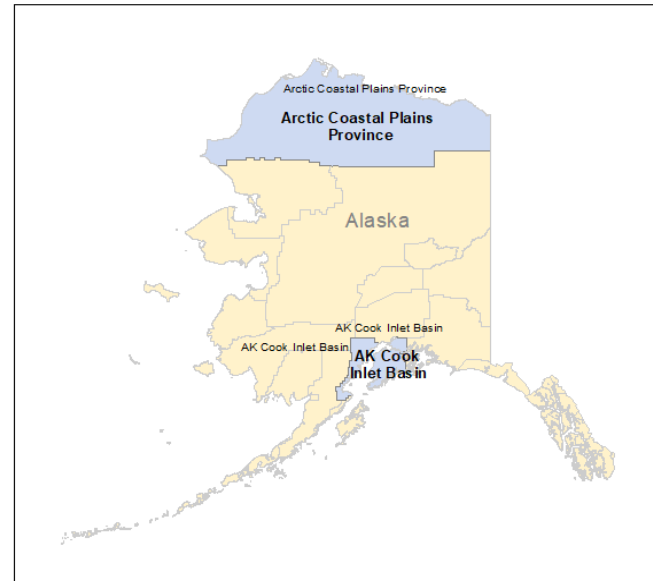 Arctic Coastal Plains Province
Arctic Coastal Plains
Province
Alaska
AK Cook Inlet Basin
AK Cook Inlet Basin
AK Cook
Inlet Basin